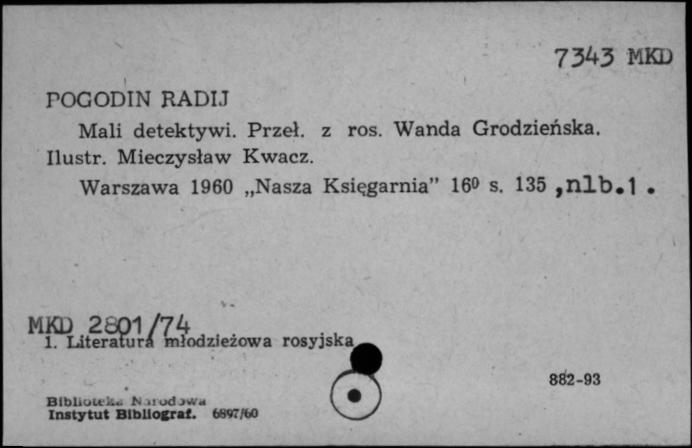 7343 MKD
POGODIN RADIJ
Mali detektywi. Przeł. z ros. Wanda Grodzieńska.
Ilustr. Mieczysław Kwacz.
Warszawa 1960 „Nasza Księgarnia” 16⁰ s. 135 ,nlb.1 .
MKD 2801/74
1. Literatura młodzieżowa rosyjska
882-93
Biblioteka Narodowa
Instytut Bibliograf. 6897/60